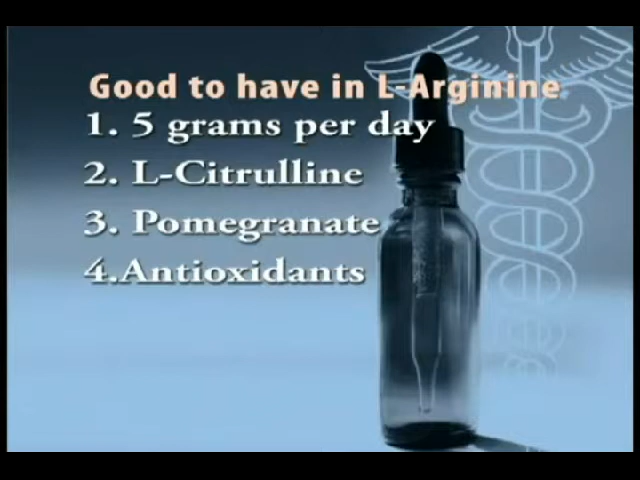 Good to have in L-Arginine
1. 5 grams per day
2. L-Citrulline
3. Pomegranate
4.Antioxidants